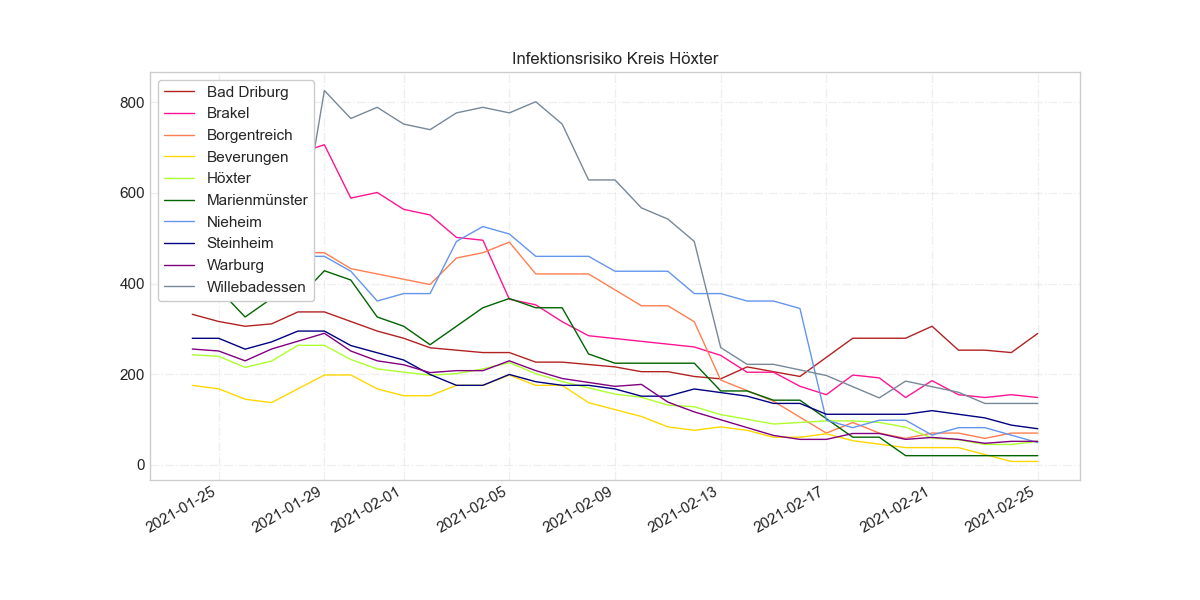 Infektionsrisiko Kreis Höxter
800
600
400
200
0
Bad Driburg
Brakel
Borgentreich
Beverungen
Höxter
Marienmünster
Nieheim
Steinheim
Warburg
Willebadessen
2021-01-25
2021-01-29
2021-02-01
2021-02-05
2021-02-09
2021-02-13
2021-02-17
2021-02-21
2021-02-25